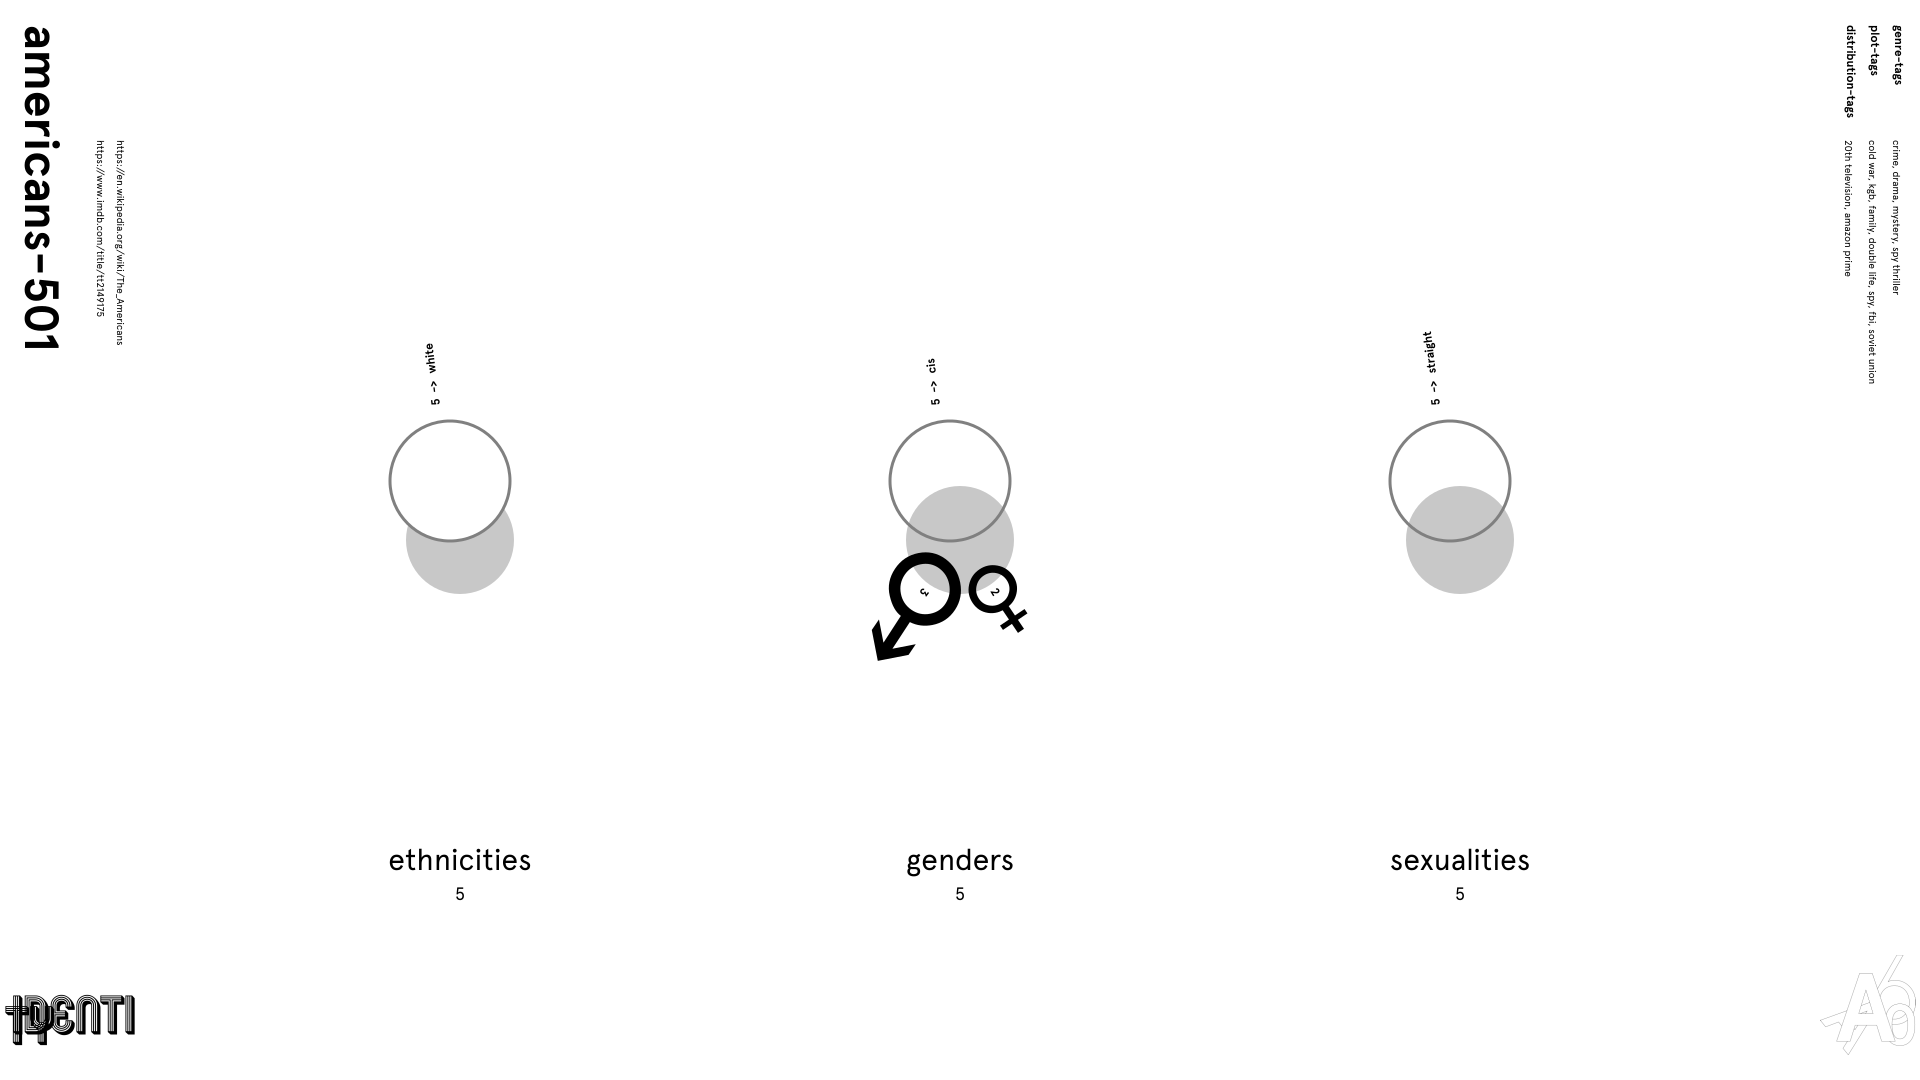 americans-501
https://en.wikipedia.org/wiki/The_Americans
https://www.imdb.com/title/tt2149175
genre-tags crime, drama, mystery, spy thriller
plot-tags cold war, kgb, family, double life, spy, fbi, soviet union
distribution-tags 20th television, amazon prime
5 -> white
5 -> cis
5 -> straight
3
2
ethnicities
5
genders
5
sexualities
5
IDENTI